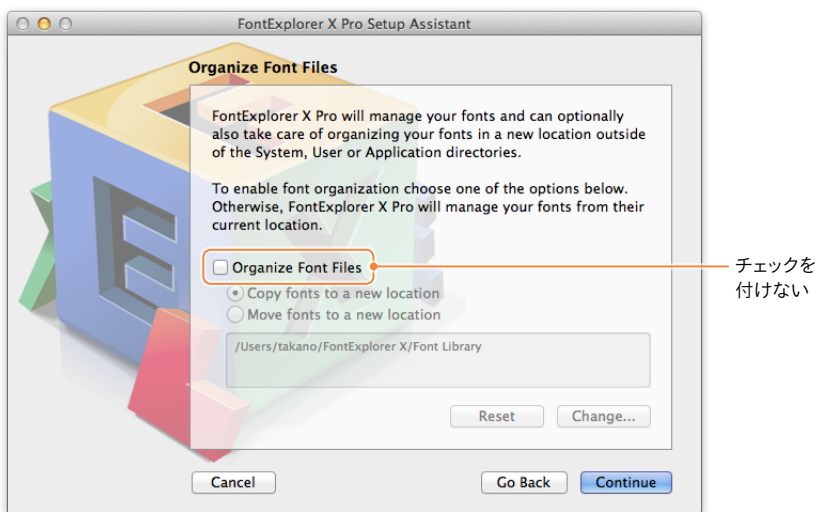 FontExplorer X Pro Setup Assistant
Organize Font Files
FontExplorer X Pro will manage your fonts and can optionally
also take care of organizing your fonts in a new location outside
of the System, User or Application directories.
To enable font organization choose one of the options below.
Otherwise, FontExplorer X Pro will manage your fonts from their
current location.
Organize Font Files
チェックを
付けない
Copy fonts to a new location
Move fonts to a new location
/Users/takano/FontExplorer X/Font Library
Reset
Change...
Cancel
Go Back
Continue